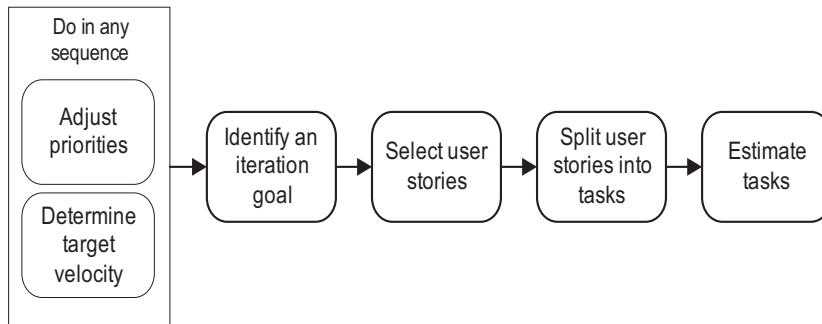 Do in any
sequence
Adjust
priorities
Determine
target
velocity
Identify an
iteration
goal
Select user
stories
Split user
stories into
tasks
Estimate
tasks